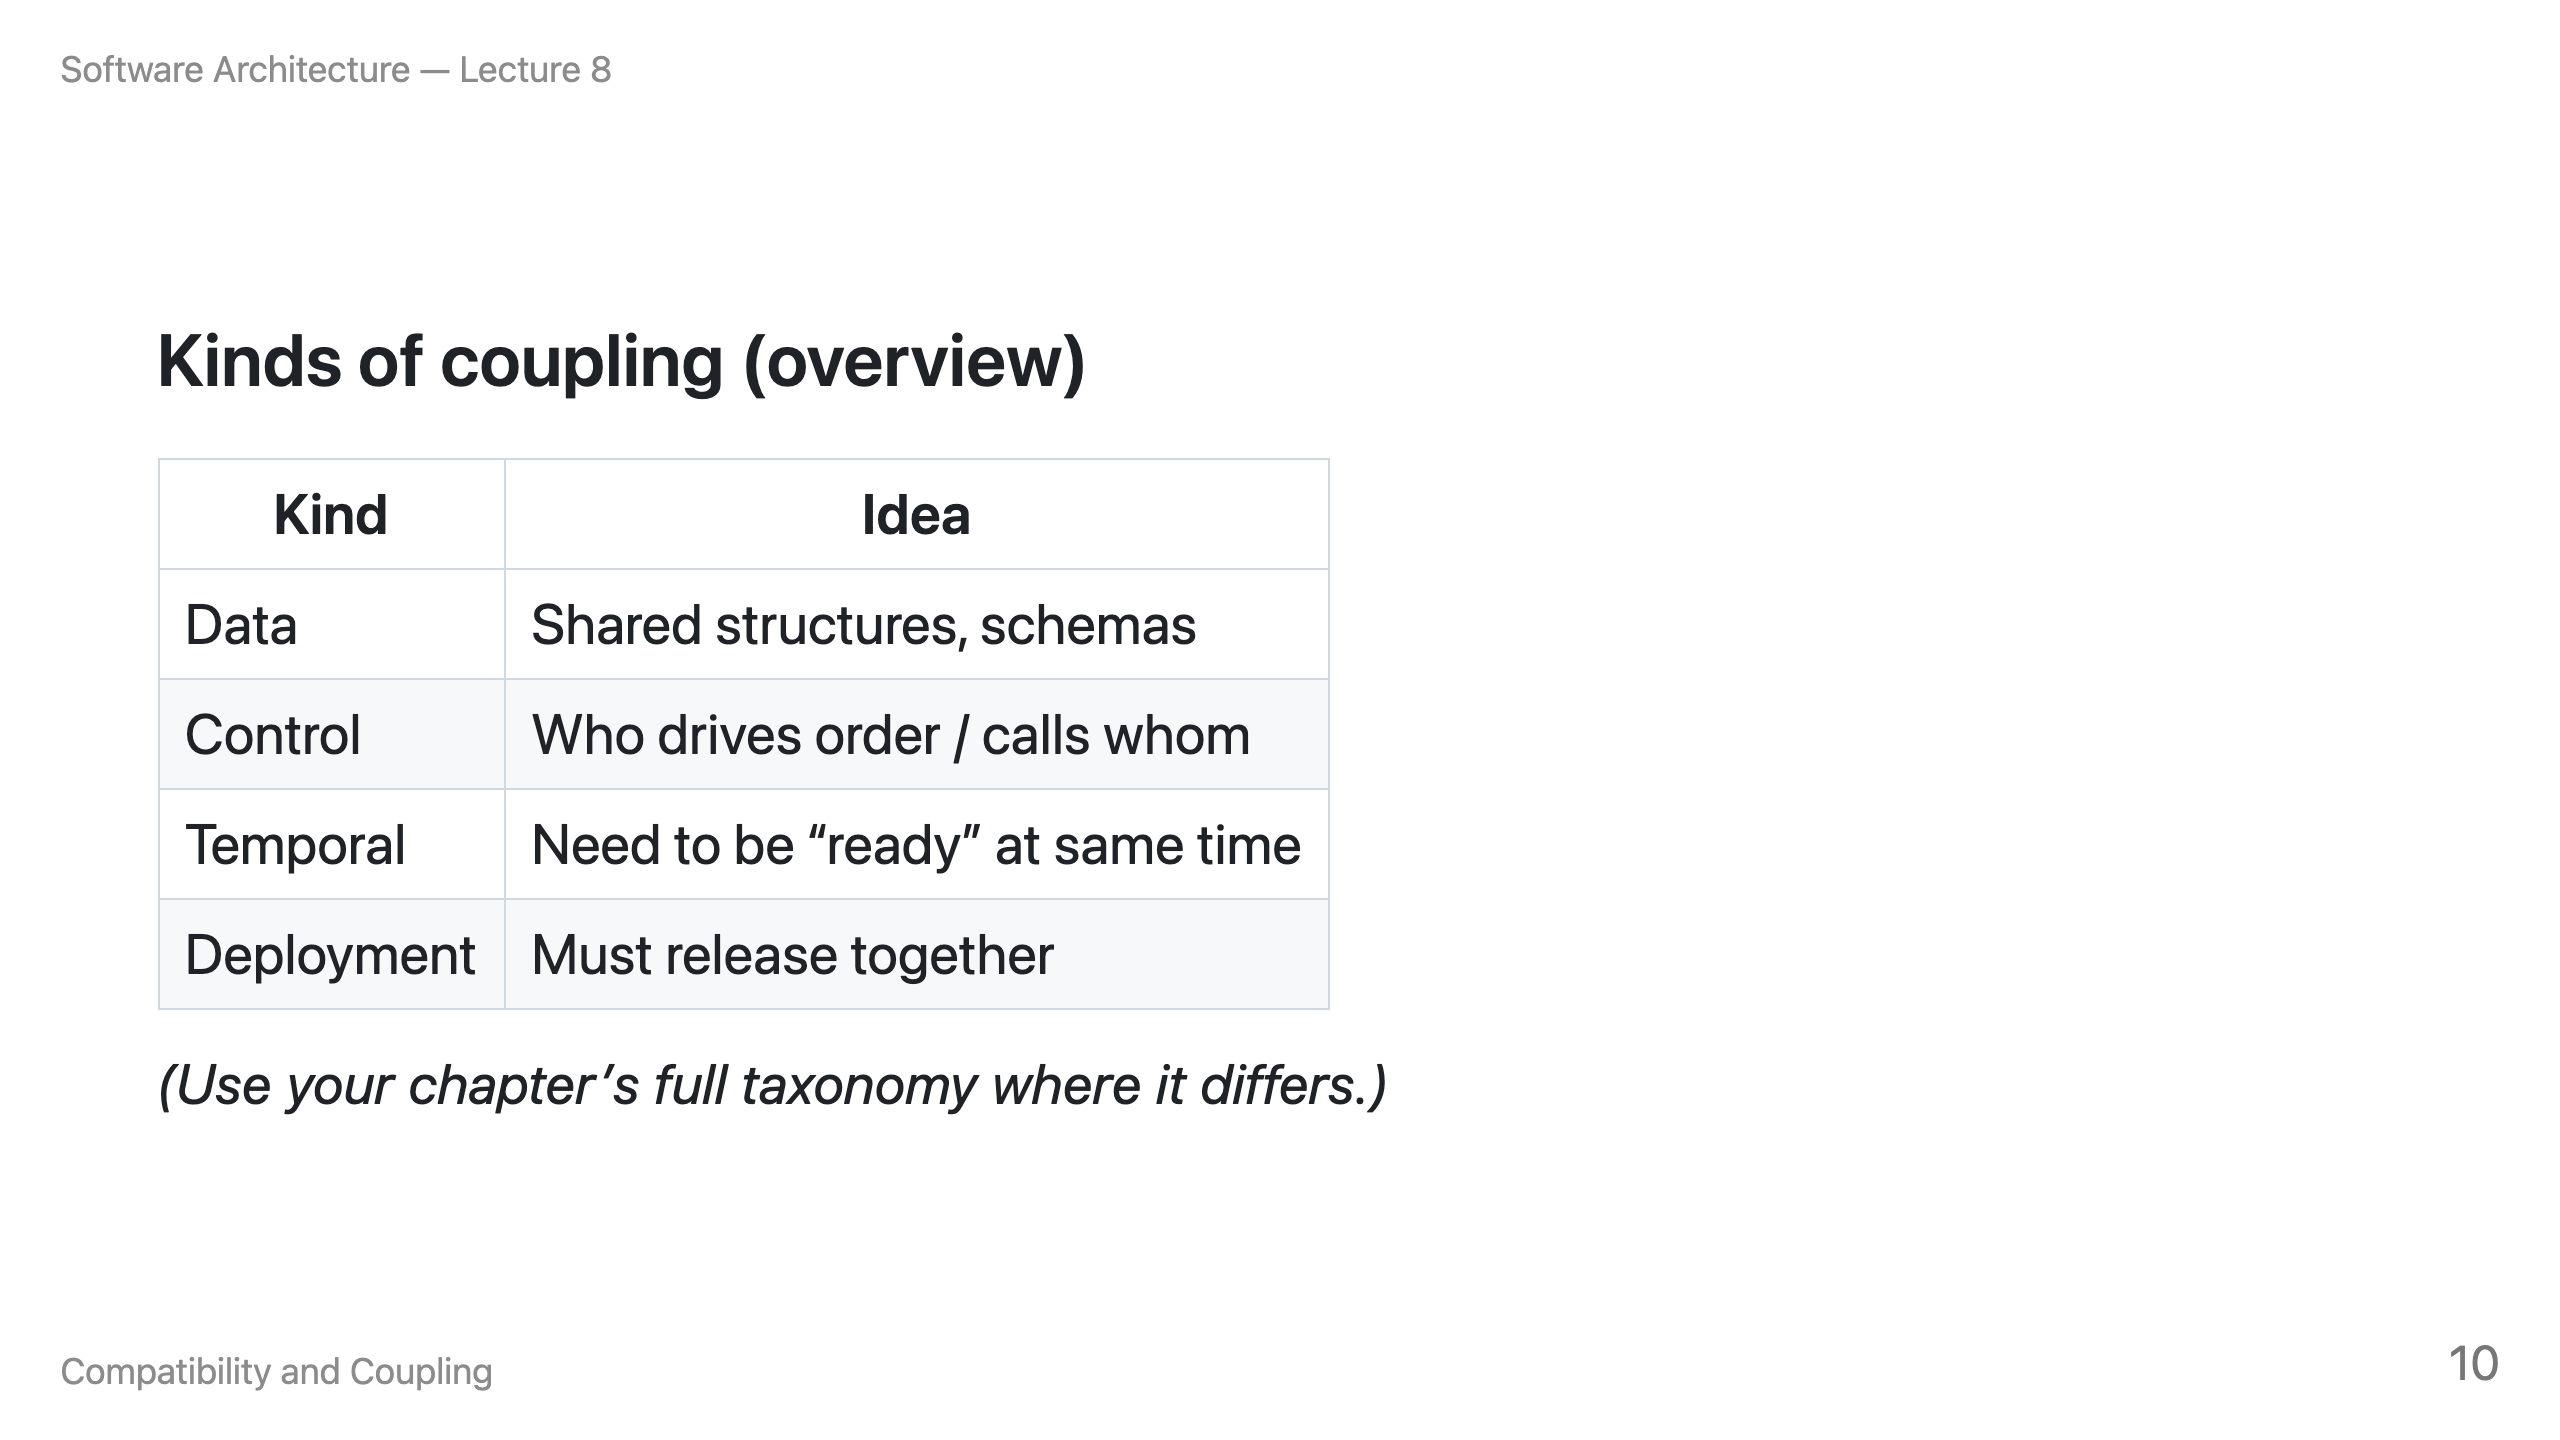 Software Architecture — Lecture 8
Kinds of coupling (overview)
Kind Idea
Data Shared structures, schemas
Control Who drives order / calls whom
Temporal Need to be “ready” at same time
Deployment Must release together
(Use your chapter’s full taxonomy where it differs.)
Compatibility and Coupling
10